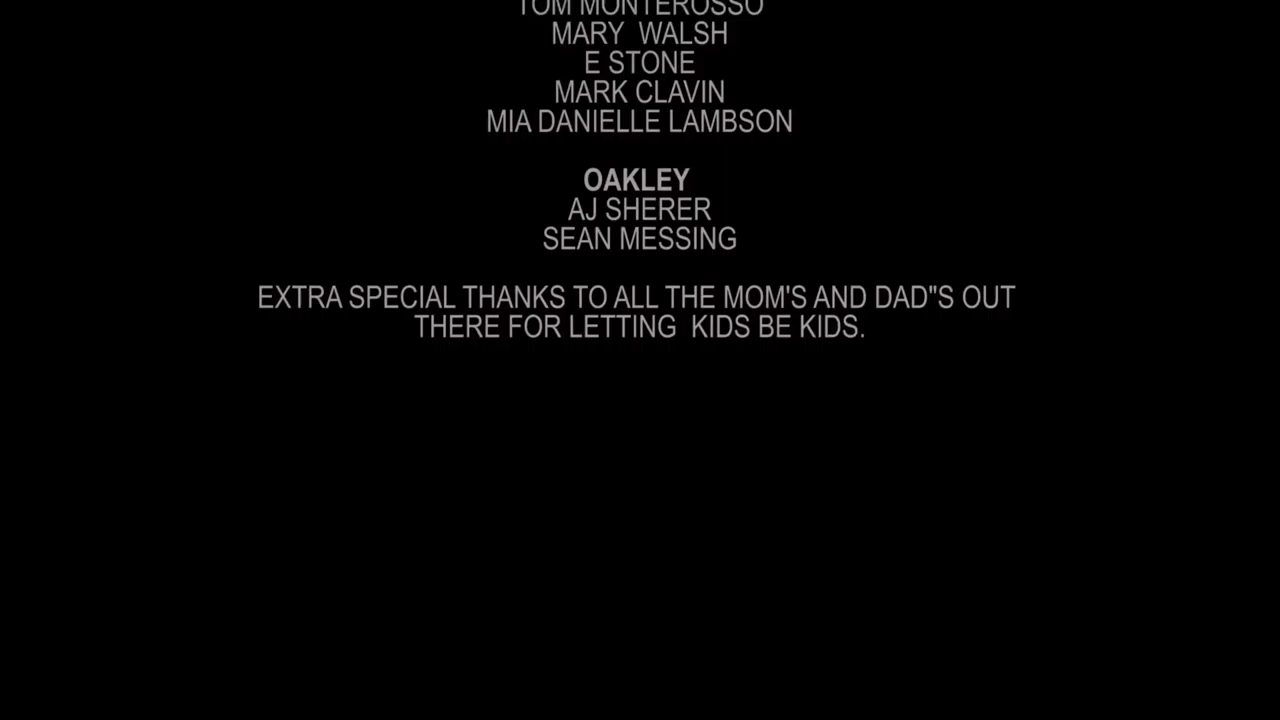 TOM MONTEROSSO
MARY WALSH
E STONE
MARK CLAVIN
MIA DANIELLE LAMBSON
OAKLEY
AJ SHERER
SEAN MESSING
EXTRA SPECIAL THANKS TO ALL THE MOM'S AND DAD"S OUT
THERE FOR LETTING KIDS BE KIDS.